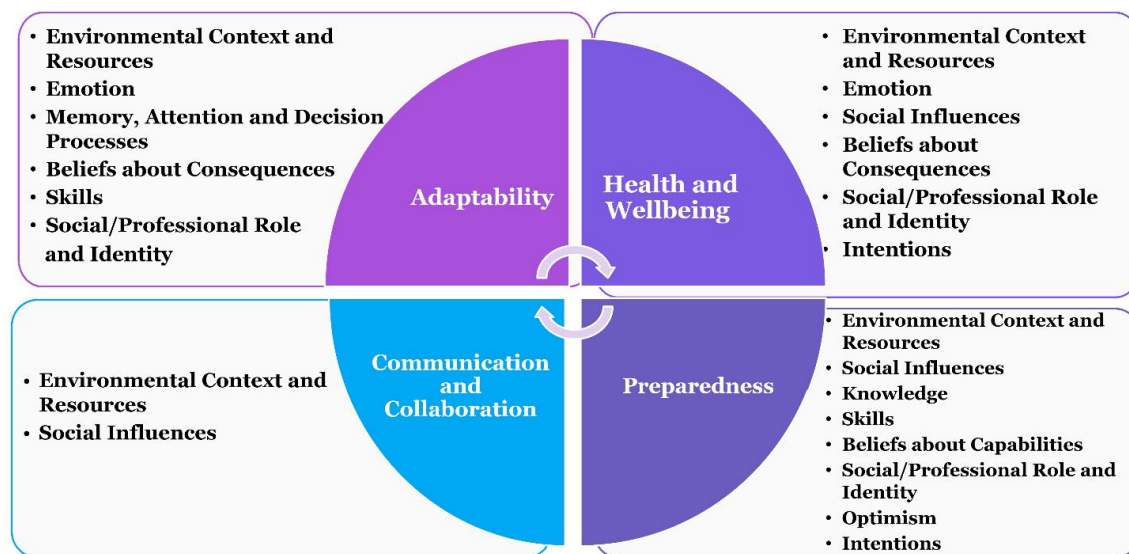 • Environmental Context and
Resources
• Emotion
• Memory, Attention and Decision
Processes
• Beliefs about Consequences
• Skills
• Social/Professional Role
and Identity
Adaptability
Health and
Wellbeing
• Environmental Context
and Resources
• Emotion
• Social Influences
• Beliefs about
Consequences
• Social/Professional Role
and Identity
• Intentions
• Environmental Context and
Resources
• Social Influences
Communication
and
Collaboration
Preparedness
• Environmental Context and
Resources
• Social Influences
• Knowledge
• Skills
• Beliefs about Capabilities
• Social/Professional Role and
Identity
• Optimism
• Intentions